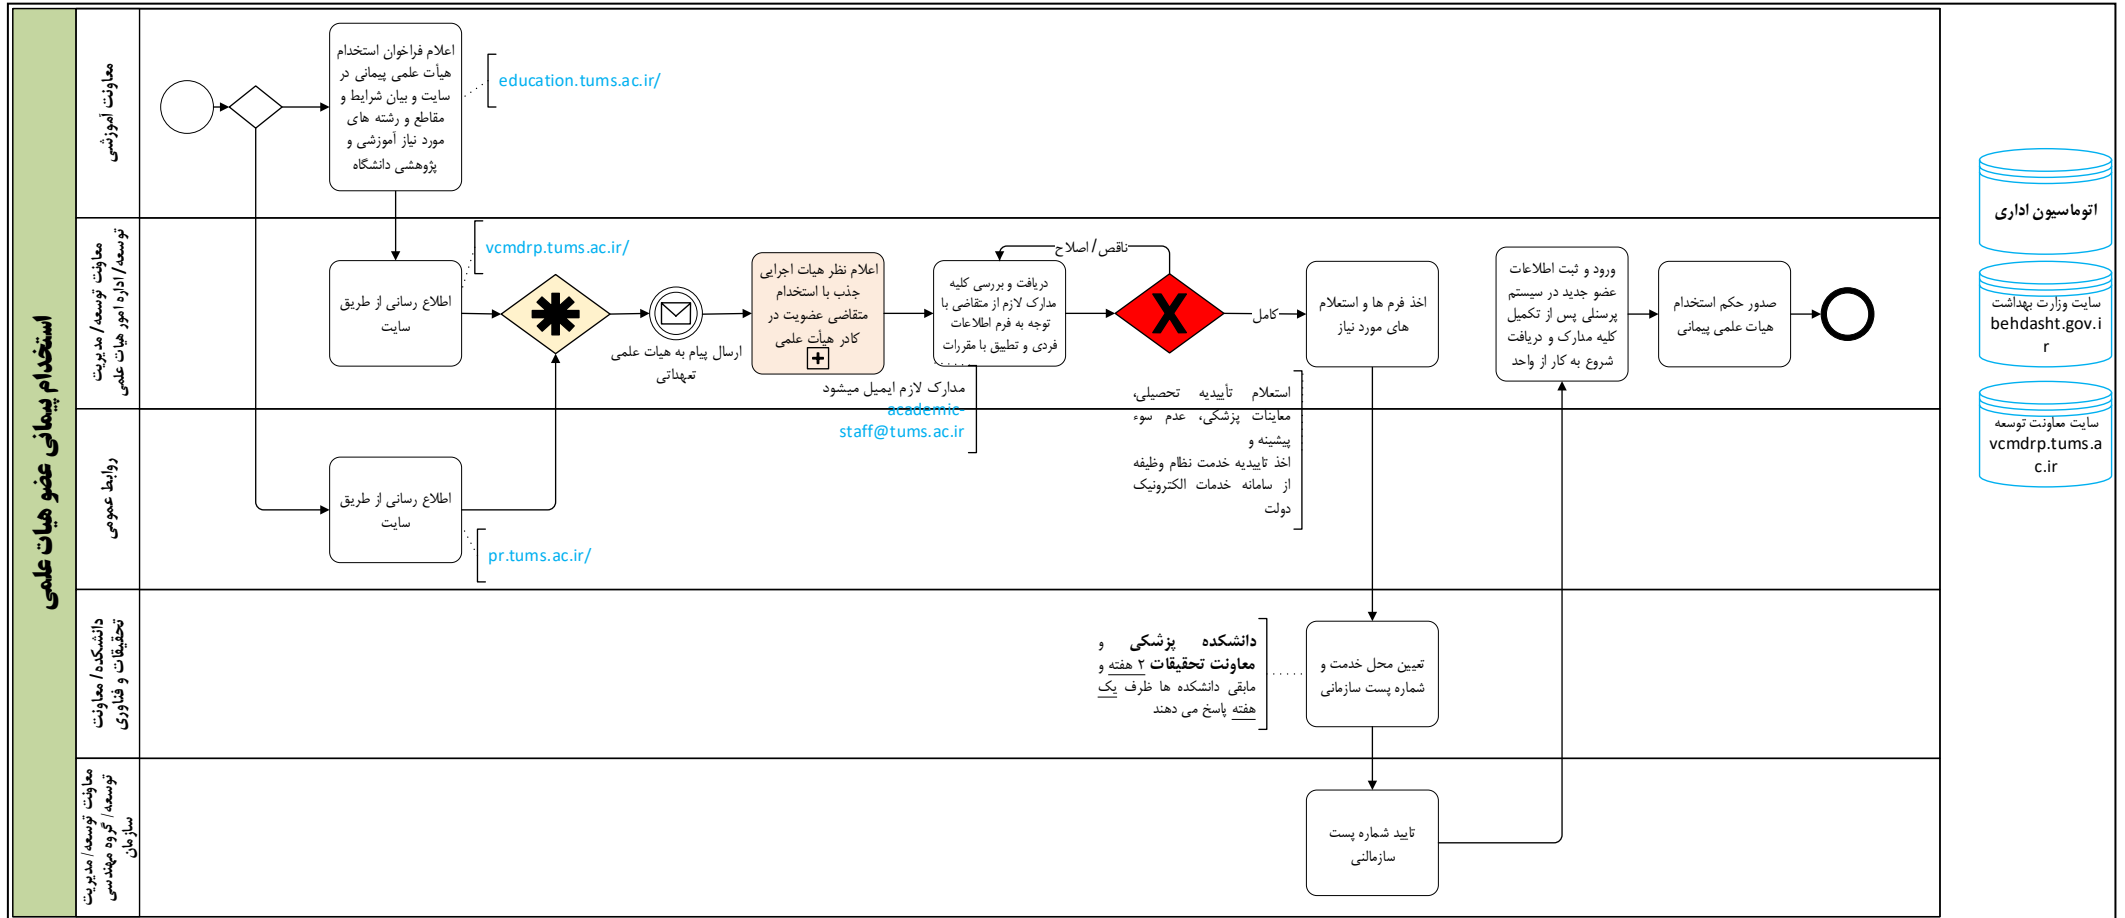 استخدام پیمانی عضو هیات علمی
معاونت آموزشی
اعلام فراخوان استخدام
هیأت علمی پیمانی در
سایت و بیان شرایط و
مقاطع و رشته های
مورد نیاز آموزشی و
پژوهشی دانشگاه
education.tums.ac.ir/
معاونت توسعه/ مدیریت
توسعه/ اداره امور هیات علمی
اطلاع رسانی از طریق
سایت
vcmdrp.tums.ac.ir/
ارسال پیام به هیات علمی
تعهداتی
اعلام نظر هیات اجرایی
جذب با استخدام
متقاضی عضویت در
کادر هیأت علمی
دریافت و بررسی کلیه
مدارک لازم از متقاضی با
توجه به فرم اطلاعات
فردی و تطبیق با مقررات
مدارک لازم ایمیل میشود
academic-
staff@tums.ac.ir
ناقص/ اصلاح
کامل
اخذ فرم ها و استعلام
های مورد نیاز
استعلام تأییدیه تحصیلی،
معاینات پزشکی، عدم سوء
پیشینه و
اخذ تاییدیه خدمت نظام وظیفه
از سامانه خدمات الکترونیک
دولت
ورود و ثبت اطلاعات
عضو جدید در سیستم
پرسنلی پس از تکمیل
کلیه مدارک و دریافت
شروع به کار از واحد
صدور حکم استخدام
هیات علمی پیمانی
روابط عمومی
اطلاع رسانی از طریق
سایت
pr.tums.ac.ir/
دانشکده/ معاونت
تحقیقات و فناوری
دانشکده پزشکی و
معاونت تحقیقات ۲ هفته و
مابقی دانشکده ها ظرف یک
هفته پاسخ می دهند
تعیین محل خدمت و
شماره پست سازمانی
معاونت توسعه/ مدیریت
توسعه/ گروه مهندسی
سازمان
تایید شماره پست
سازمالنی
اتوماسیون اداری
سایت وزارت بهداشت
behdasht.gov.i
r
سایت معاونت توسعه
vcmdrp.tums.a
c.ir